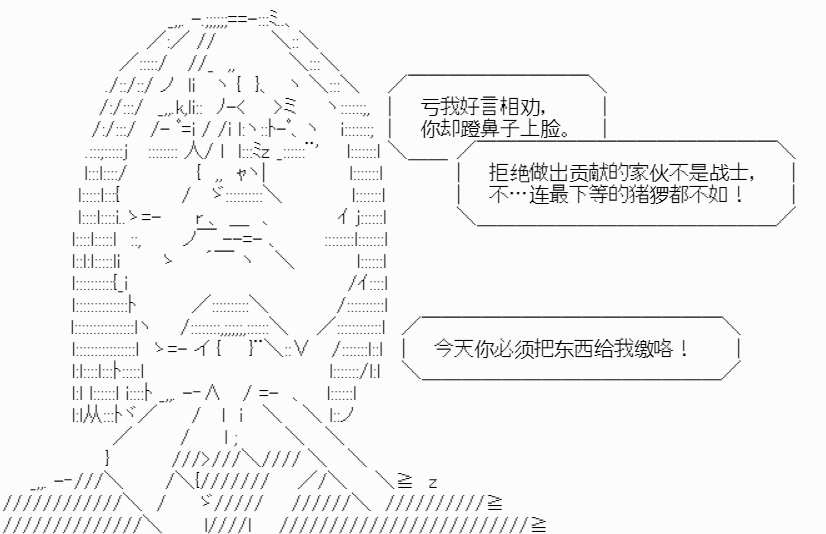 亏我好言相劝，
你却蹬鼻子上脸。
拒绝做出贡献的家伙不是战士，
不…连最下等的猪猡都不如！
今天你必须把东西给我缴咯！